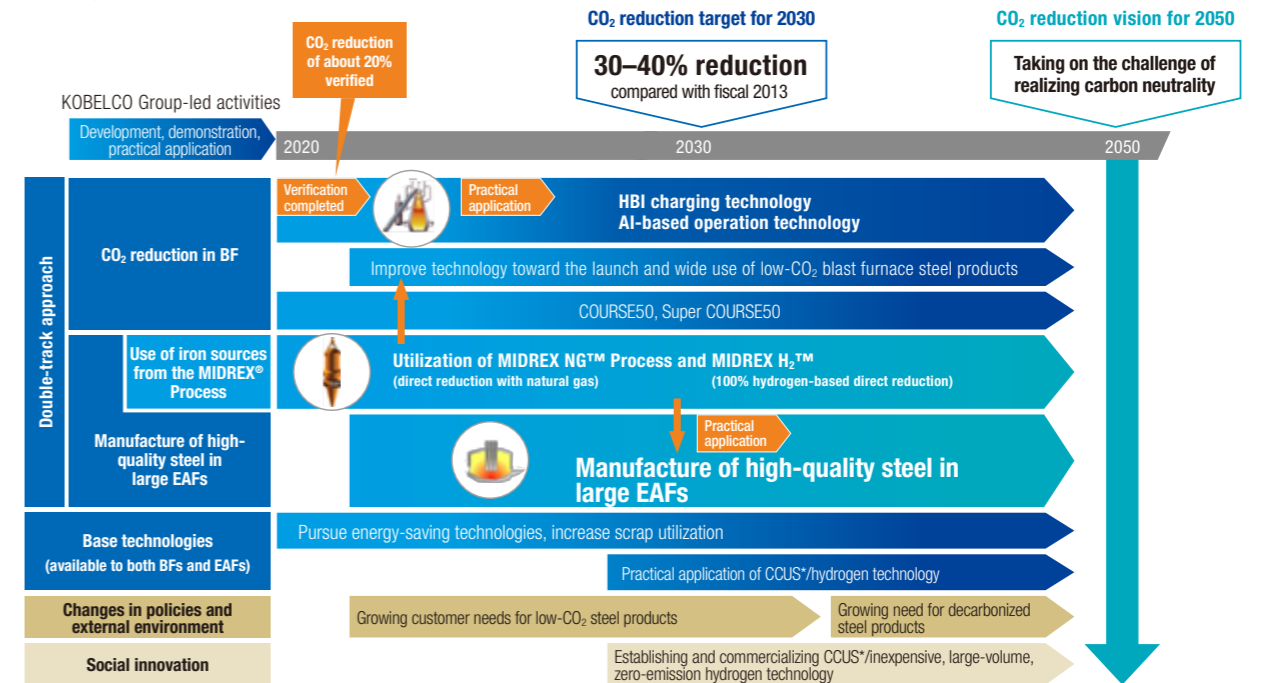 CO₂ reduction target for 2030
CO₂ reduction vision for 2050
CO₂ reduction
of about 20%
verified
30–40% reduction
compared with fiscal 2013
Taking on the challenge of
realizing carbon neutrality
KOBELCO Group-led activities
Development, demonstration,
practical application
2020
2030
2050
Double-track approach
CO₂ reduction in BF
Verification
completed
Practical
application
HBI charging technology
AI-based operation technology
Improve technology toward the launch and wide use of low-CO₂ blast furnace steel products
COURSE50, Super COURSE50
Use of iron sources
from the MIDREX®
Process
Utilization of MIDREX NG™ Process and MIDREX H₂™
(direct reduction with natural gas)
(100% hydrogen-based direct reduction)
Manufacture of high-
quality steel in
large EAFs
Practical
application
Manufacture of high-quality steel in
large EAFs
Base technologies
(available to both BFs and EAFs)
Pursue energy-saving technologies, increase scrap utilization
Practical application of CCUS*/hydrogen technology
Changes in policies and
external environment
Growing customer needs for low-CO₂ steel products
Growing need for decarbonized
steel products
Social innovation
Establishing and commercializing CCUS*/inexpensive, large-volume,
zero-emission hydrogen technology